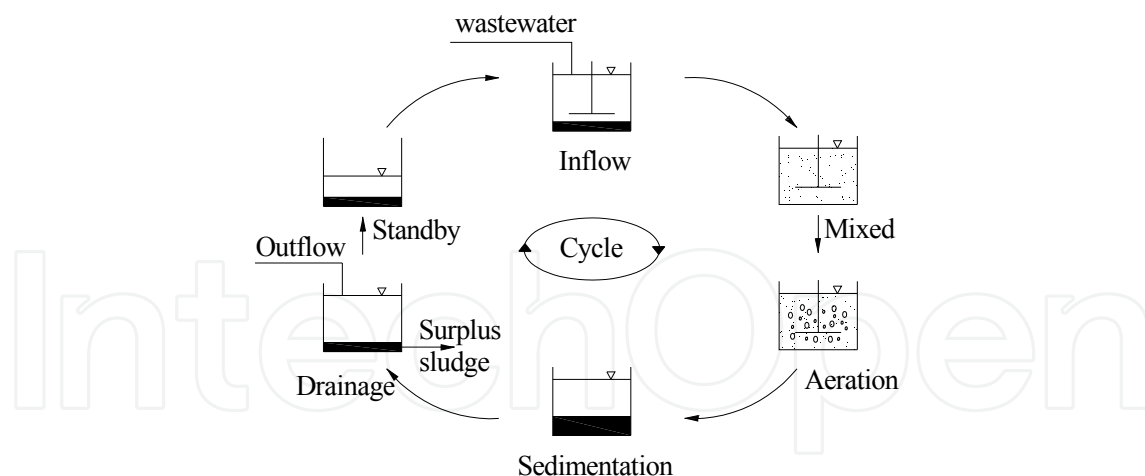 wastewater
Inflow
Mixed
Standby
Cycle
Outflow
Surplus
sludge
Drainage
Aeration
Sedimentation
IntechOpen